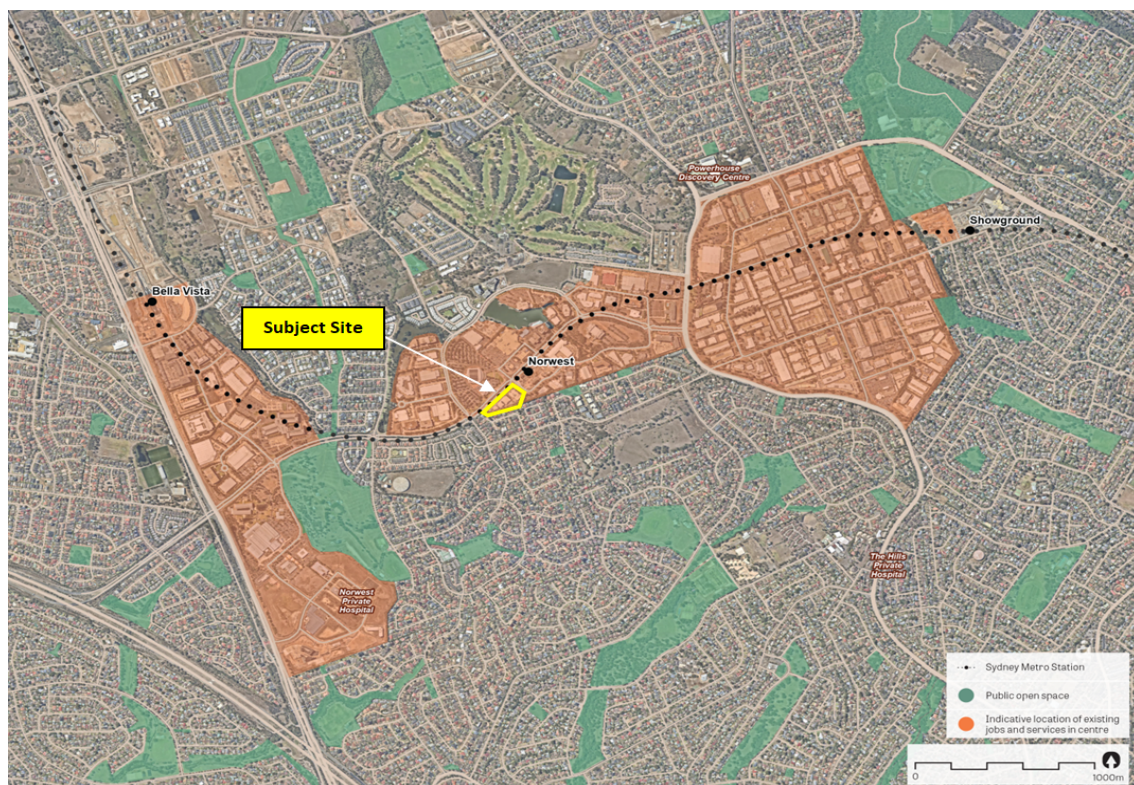 Powerhouse
Discovery Centre
Showground
Bella Vista
Subject Site
Norwest
The Hills
Private
Hospital
Norwest
Private
Hospital
Sydney Metro Station
Public open space
Indicative location of existing
jobs and services in centre
0
1000m